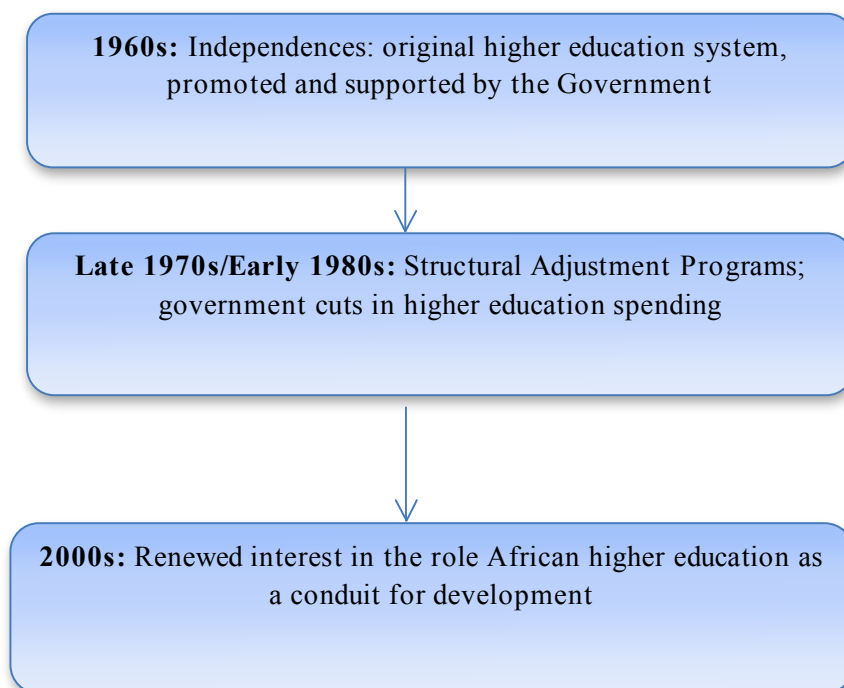 1960s: Independences: original higher education system,
promoted and supported by the Government
Late 1970s/Early 1980s: Structural Adjustment Programs;
government cuts in higher education spending
2000s: Renewed interest in the role African higher education as
a conduit for development